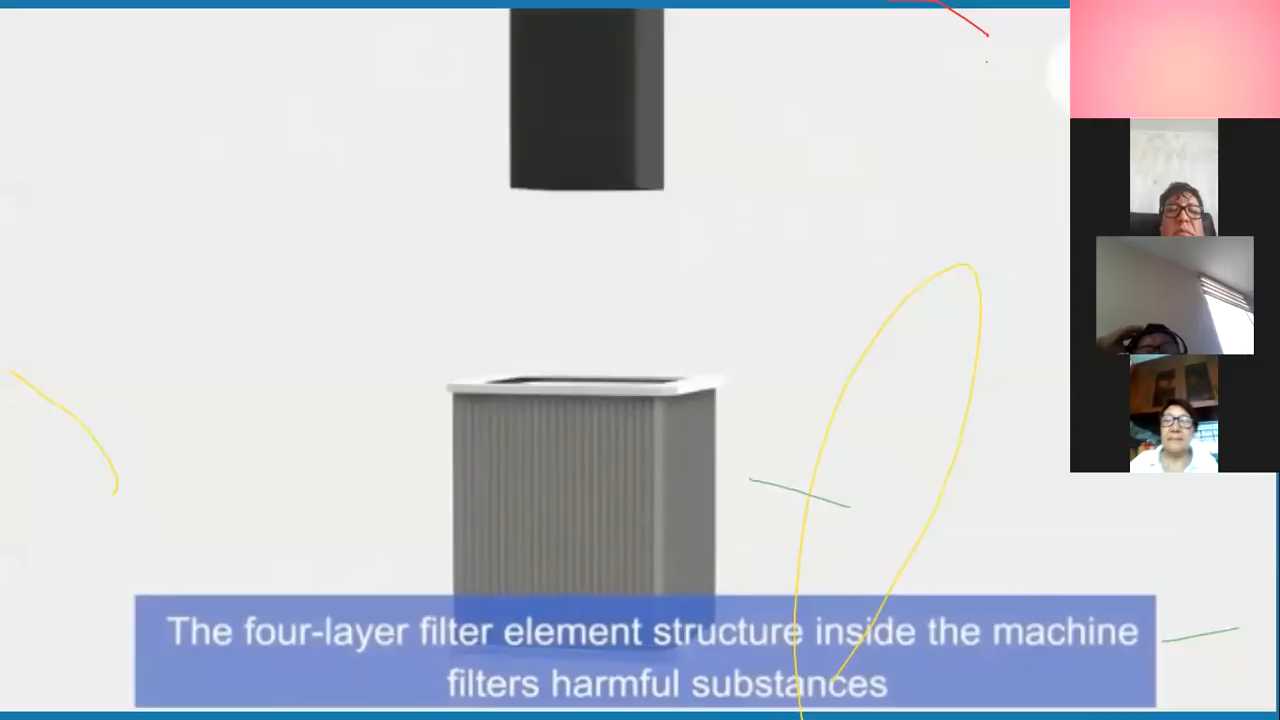 The four-layer filter element structure inside the machine
filters harmful substances